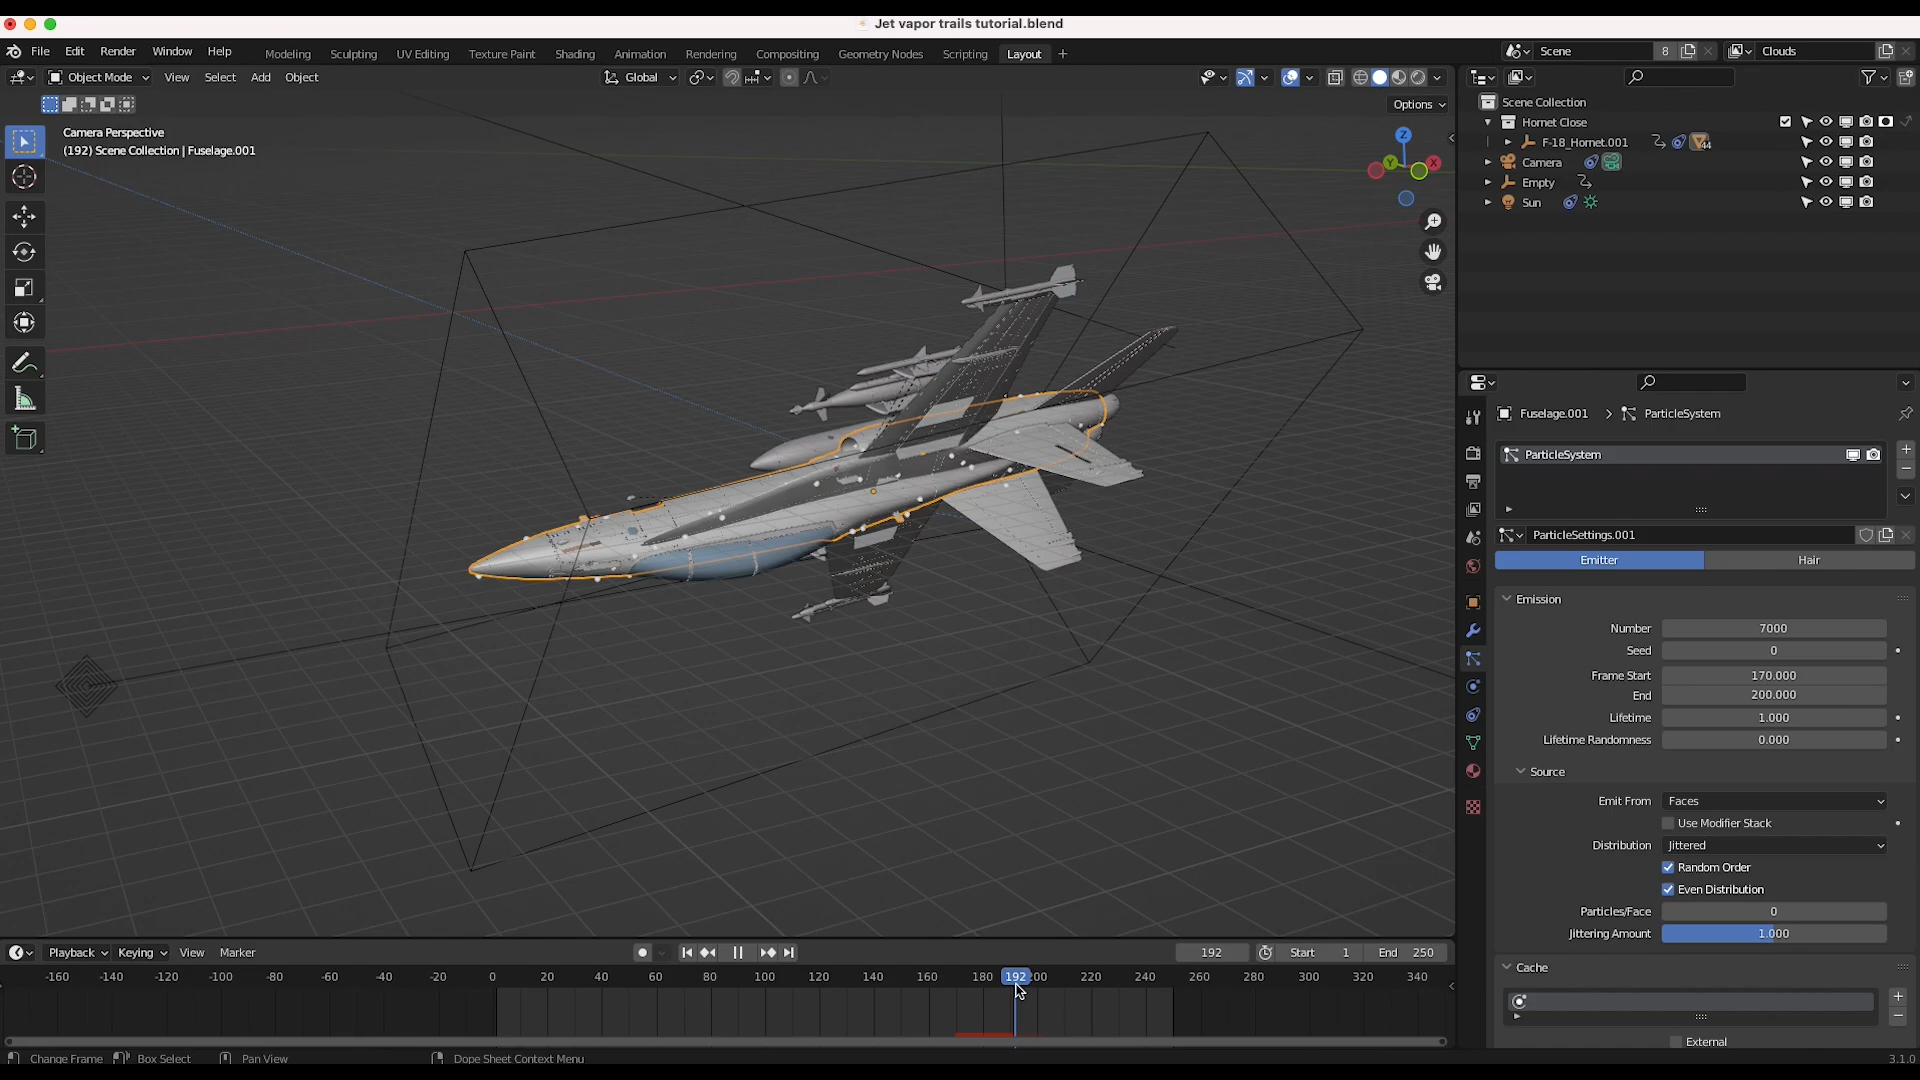 Jet vapor trails tutorial.blend
File Edit Render Window Help
Modeling Sculpting UV Editing Texture Paint Shading Animation Rendering Compositing Geometry Nodes Scripting Layout +
Scene 8 Clouds
Object Mode View Select Add Object
Global
Options
Camera Perspective
(192) Scene Collection | Fuselage.001
Z
Y
X
Scene Collection
Hornet Close
F-18_Hornet.001 44
Camera
Empty
Sun
Fuselage.001 ParticleSystem
ParticleSystem
ParticleSettings.001
Emitter Hair
Emission
Number 7000
Seed 0
Frame Start 170.000
End 200.000
Lifetime 1.000
Lifetime Randomness 0.000
Source
Emit From Faces
Use Modifier Stack
Distribution Jittered
Random Order
Even Distribution
Particles/Face 0
Jittering Amount 1.000
Cache
External
Playback Keying View Marker
192 Start 1 End 250
-160 -140 -120 -100 -80 -60 -40 -20 0 20 40 60 80 100 120 140 160 180 192 200 220 240 260 280 300 320 340
Change Frame Box Select Pan View Dope Sheet Context Menu
3.1.0